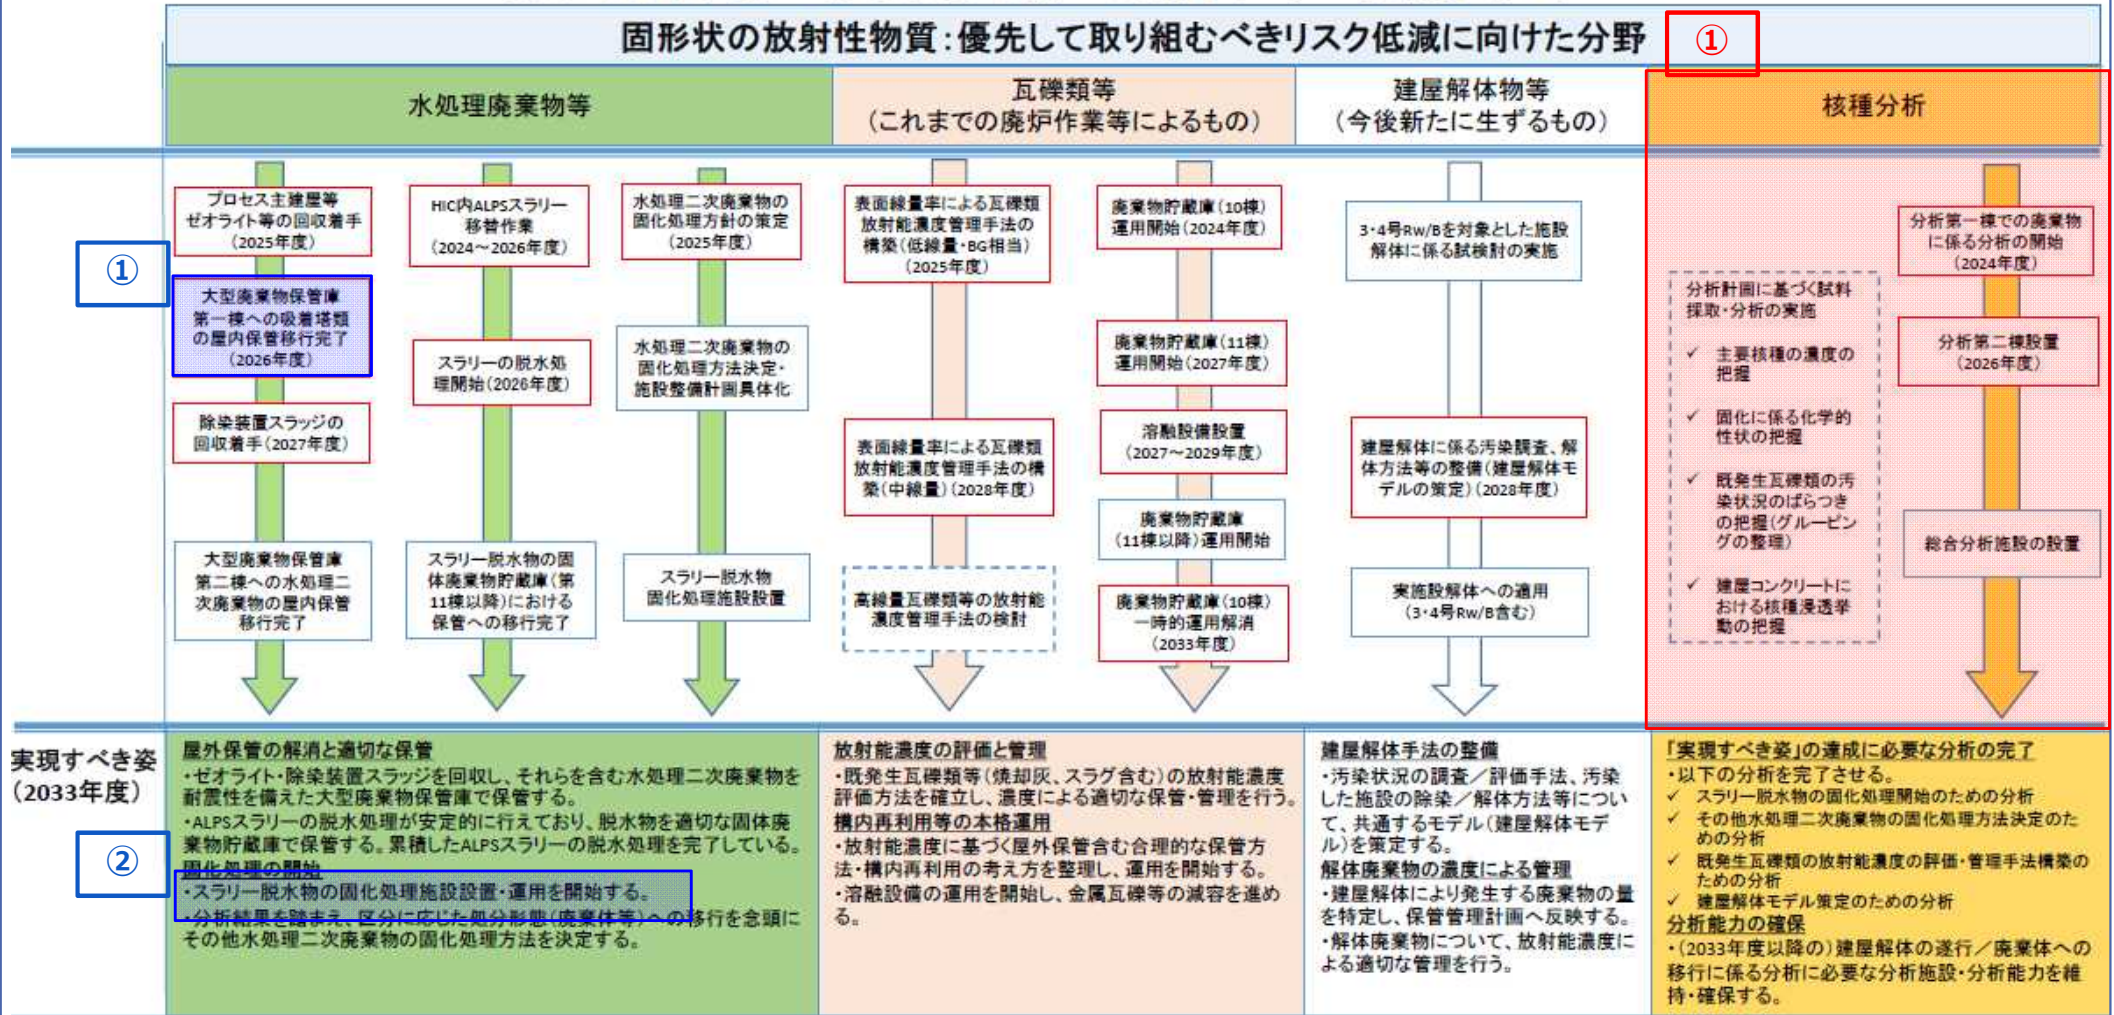 固形状の放射性物質：優先して取り組むべきリスク低減に向けた分野
①
水処理廃棄物等
瓦礫類等
（これまでの廃炉作業等によるもの）
建屋解体物等
（今後新たに生ずるもの）
核種分析
①
プロセス主建屋等
ゼオライト等の回収着手
（2025年度）
大型廃棄物保管庫
第一棟への吸着塔類
の屋内保管移行完了
（2026年度）
除染装置スラッジの
回収着手（2027年度）
大型廃棄物保管庫
第二棟への水処理二
次廃棄物の屋内保管
移行完了
HIC内ALPSスラリー
移替作業
（2024～2026年度）
スラリーの脱水処
理開始（2026年度）
スラリー脱水物の固
体廃棄物貯蔵庫（第
11棟以降）における
保管への移行完了
水処理二次廃棄物の
固化処理方針の策定
（2025年度）
水処理二次廃棄物の
固化処理方法決定・
施設整備計画具体化
スラリー脱水物
固化処理施設設置
表面線量率による瓦礫類
放射能濃度管理手法の
構築（低線量・BG相当）
（2025年度）
表面線量率による瓦礫類
放射能濃度管理手法の構
築（中線量）（2028年度）
高線量瓦礫類等の放射能
濃度管理手法の検討
廃棄物貯蔵庫（10棟）
運用開始（2024年度）
廃棄物貯蔵庫（11棟）
運用開始（2027年度）
溶融設備設置
（2027～2029年度）
廃棄物貯蔵庫
（11棟以降）運用開始
廃棄物貯蔵庫（10棟）
一時的運用解消
（2033年度）
3・4号Rw/Bを対象とした施設
解体に係る試検討の実施
建屋解体に係る汚染調査、解
体方法等の整備（建屋解体モ
デルの策定）（2028年度）
実施設解体への適用
（3・4号Rw/B含む）
分析計画に基づく試料
採取・分析の実施
✓ 主要核種の濃度の
把握
✓ 固化に係る化学的
性状の把握
✓ 既発生瓦礫類の汚
染状況のばらつき
の把握（グルーピン
グの整理）
✓ 建屋コンクリートに
おける核種浸透挙
動の把握
分析第一棟での廃棄物
に係る分析の開始
（2024年度）
分析第二棟設置
（2026年度）
総合分析施設の設置
実現すべき姿
（2033年度）
②
屋外保管の解消と適切な保管
・ゼオライト・除染装置スラッジを回収し、それらを含む水処理二次廃棄物を
耐震性を備えた大型廃棄物保管庫で保管する。
・ALPSスラリーの脱水処理が安定的に行えており、脱水物を適切な固体廃
棄物貯蔵庫で保管する。累積したALPSスラリーの脱水処理を完了している。
固化処理の開始
・スラリー脱水物の固化処理施設設置・運用を開始する。
・分析結果を踏まえ、区分に応じた処分形態（廃棄体等）への移行を念頭に
その他水処理二次廃棄物の固化処理方法を決定する。
放射能濃度の評価と管理
・既発生瓦礫類等（焼却灰、スラグ含む）の放射能濃度
評価方法を確立し、濃度による適切な保管・管理を行う。
構内再利用等の本格運用
・放射能濃度に基づく屋外保管含む合理的な保管方
法・構内再利用の考え方を整理し、運用を開始する。
・溶融設備の運用を開始し、金属瓦礫等の減容を進め
る。
建屋解体手法の整備
・汚染状況の調査／評価手法、汚染
した施設の除染／解体方法等につい
て、共通するモデル（建屋解体モデ
ル）を策定する。
解体廃棄物の濃度による管理
・建屋解体により発生する廃棄物の量
を特定し、保管管理計画へ反映する。
・解体廃棄物について、放射能濃度に
よる適切な管理を行う。
「実現すべき姿」の達成に必要な分析の完了
・以下の分析を完了させる。
✓ スラリー脱水物の固化処理開始のための分析
✓ その他水処理二次廃棄物の固化処理方法決定のた
めの分析
✓ 既発生瓦礫類の放射能濃度の評価・管理手法構築の
ための分析
✓ 建屋解体モデル策定のための分析
分析能力の確保
・（2033年度以降の）建屋解体の遂行／廃棄体への
移行に係る分析に必要な分析施設・分析能力を維
持・確保する。